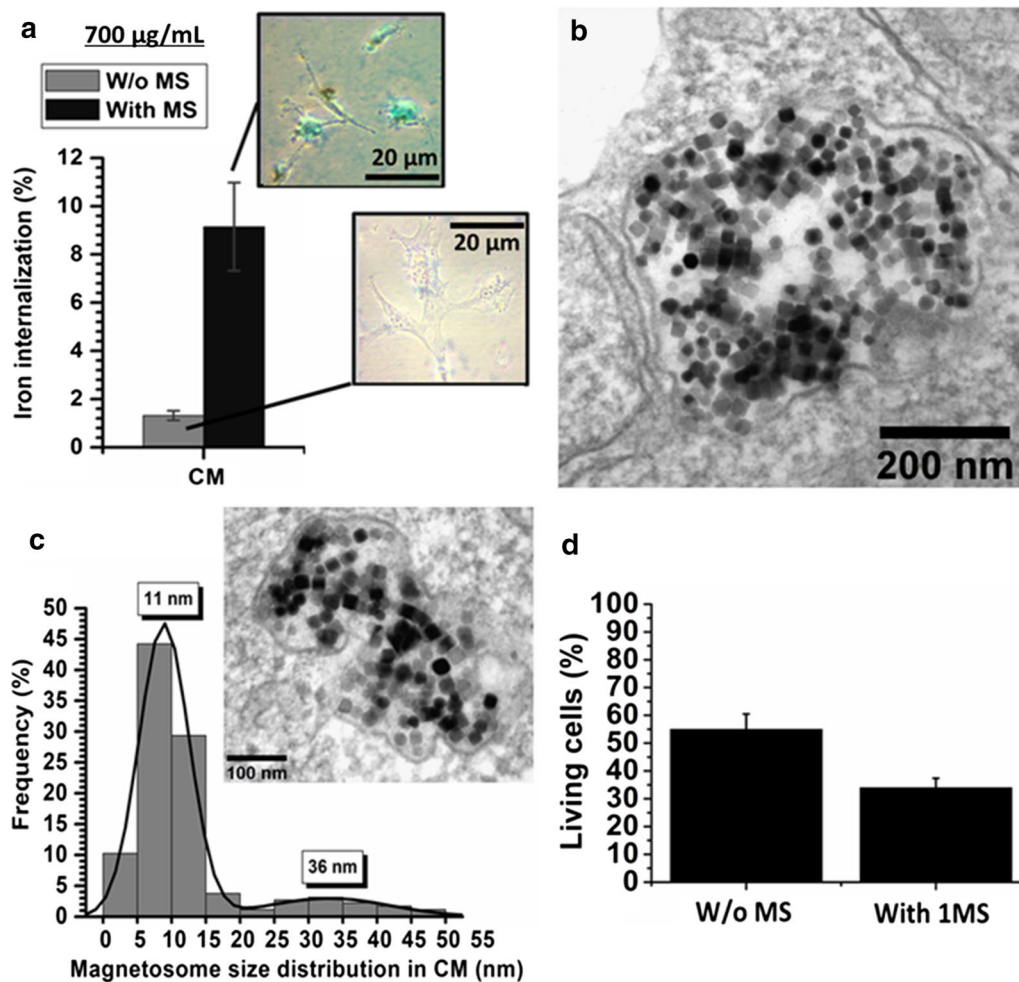 a
700 µg/mL
W/o MS
With MS
20 µm
20 µm
Iron internalization (%)
12
10
8
6
4
2
0
CM
b
200 nm
c
11 nm
36 nm
100 nm
Frequency (%)
50
45
40
35
30
25
20
15
10
5
0
0 5 10 15 20 25 30 35 40 45 50 55
Magnetosome size distribution in CM (nm)
d
Living cells (%)
100
90
80
70
60
50
40
30
20
10
0
W/o MS With 1MS